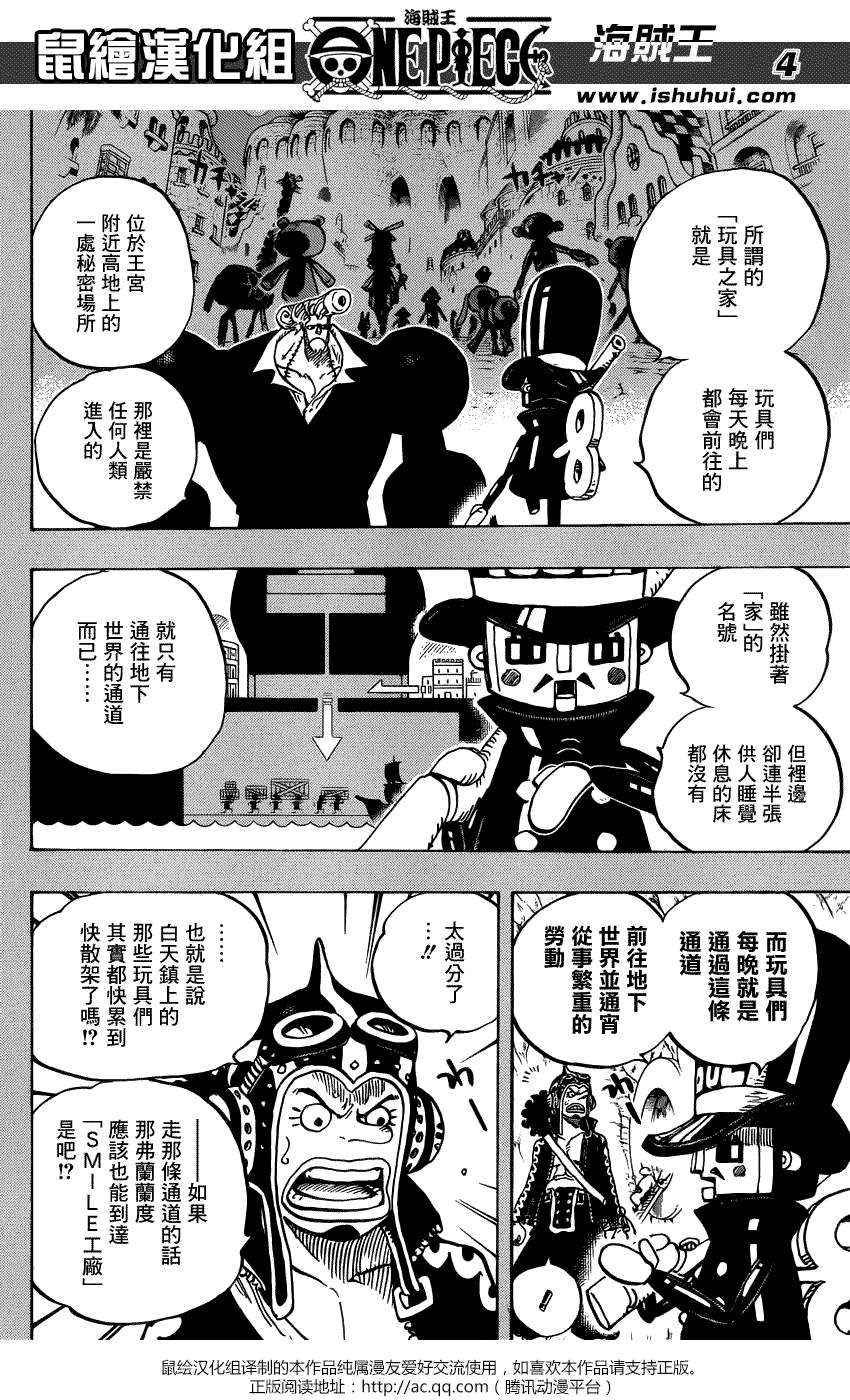 鼠繪漢化組
海賊王
ONE PIECE
海賊王
4
www.ishuhui.com
所謂的
「玩具之家」
就是
玩具們
每天晚上
都會前往的
位於王宮
附近高地上的
一處秘密場所
那裡是嚴禁
任何人類
進入的
カチャ
雖然掛著
「家」的
名號
但裡邊
卻連半張
供人睡覺
休息的床
都沒有
就只有
通往地下
世界的通道
而已……
而玩具們
每晚就是
通過這條
通道
前往地下
世界並通宵
從事繁重的
勞動
わー
！
太過分了
…!!
わー
……
也就是說
白天鎮上的
那些玩具們
其實都快累到
快散架了嗎!?
——如果
走那條通道的話
那弗蘭蘭度
應該也能到達
「SMILE工廠」
是吧!?
鼠绘汉化组译制的本作品纯属漫友爱好交流使用，如喜欢本作品请支持正版。
正版阅读地址：http://ac.qq.com（腾讯动漫平台）